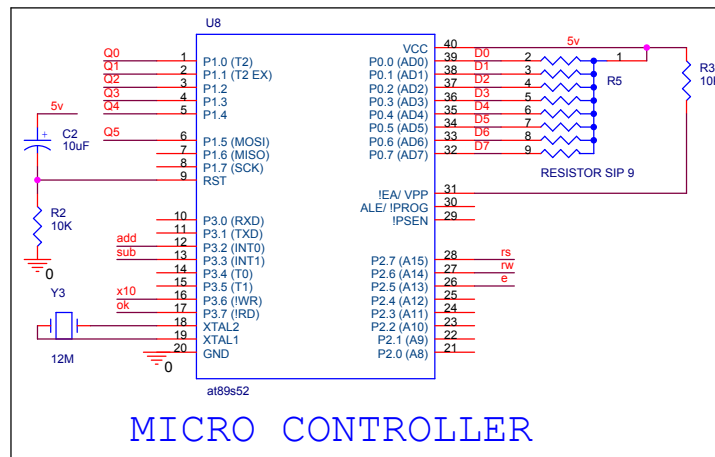 U8
Q0 1 P1.0 (T2) VCC 40 5v
Q1 2 P1.1 (T2 EX) P0.0 (AD0) 39 D0 2 1
Q2 3 P1.2 P0.1 (AD1) 38 D1 3 R3
Q3 4 P1.3 P0.2 (AD2) 37 D2 4 R5
Q4 5 P1.4 P0.3 (AD3) 36 D3 5
5v P0.4 (AD4) 35 D4 6
C2 Q5 6 P1.5 (MOSI) P0.5 (AD5) 34 D5 7
10uF 7 P1.6 (MISO) P0.6 (AD6) 33 D6 8
8 P1.7 (SCK) P0.7 (AD7) 32 D7 9
9 RST RESISTOR SIP 9
!EA/ VPP 31
R2 10 P3.0 (RXD) ALE/ !PROG 30
10K 11 P3.1 (TXD) !PSEN 29
add 12 P3.2 (INT0)
sub 13 P3.3 (INT1) P2.7 (A15) 28 rs
0 14 P3.4 (T0) P2.6 (A14) 27 rw
15 P3.5 (T1) P2.5 (A13) 26 e
Y3 x10 16 P3.6 (!WR) P2.4 (A12) 25
ok 17 P3.7 (!RD) P2.3 (A11) 24
18 XTAL2 P2.2 (A10) 23
19 XTAL1 P2.1 (A9) 22
12M 20 GND P2.0 (A8) 21
0
at89s52
MICRO CONTROLLER